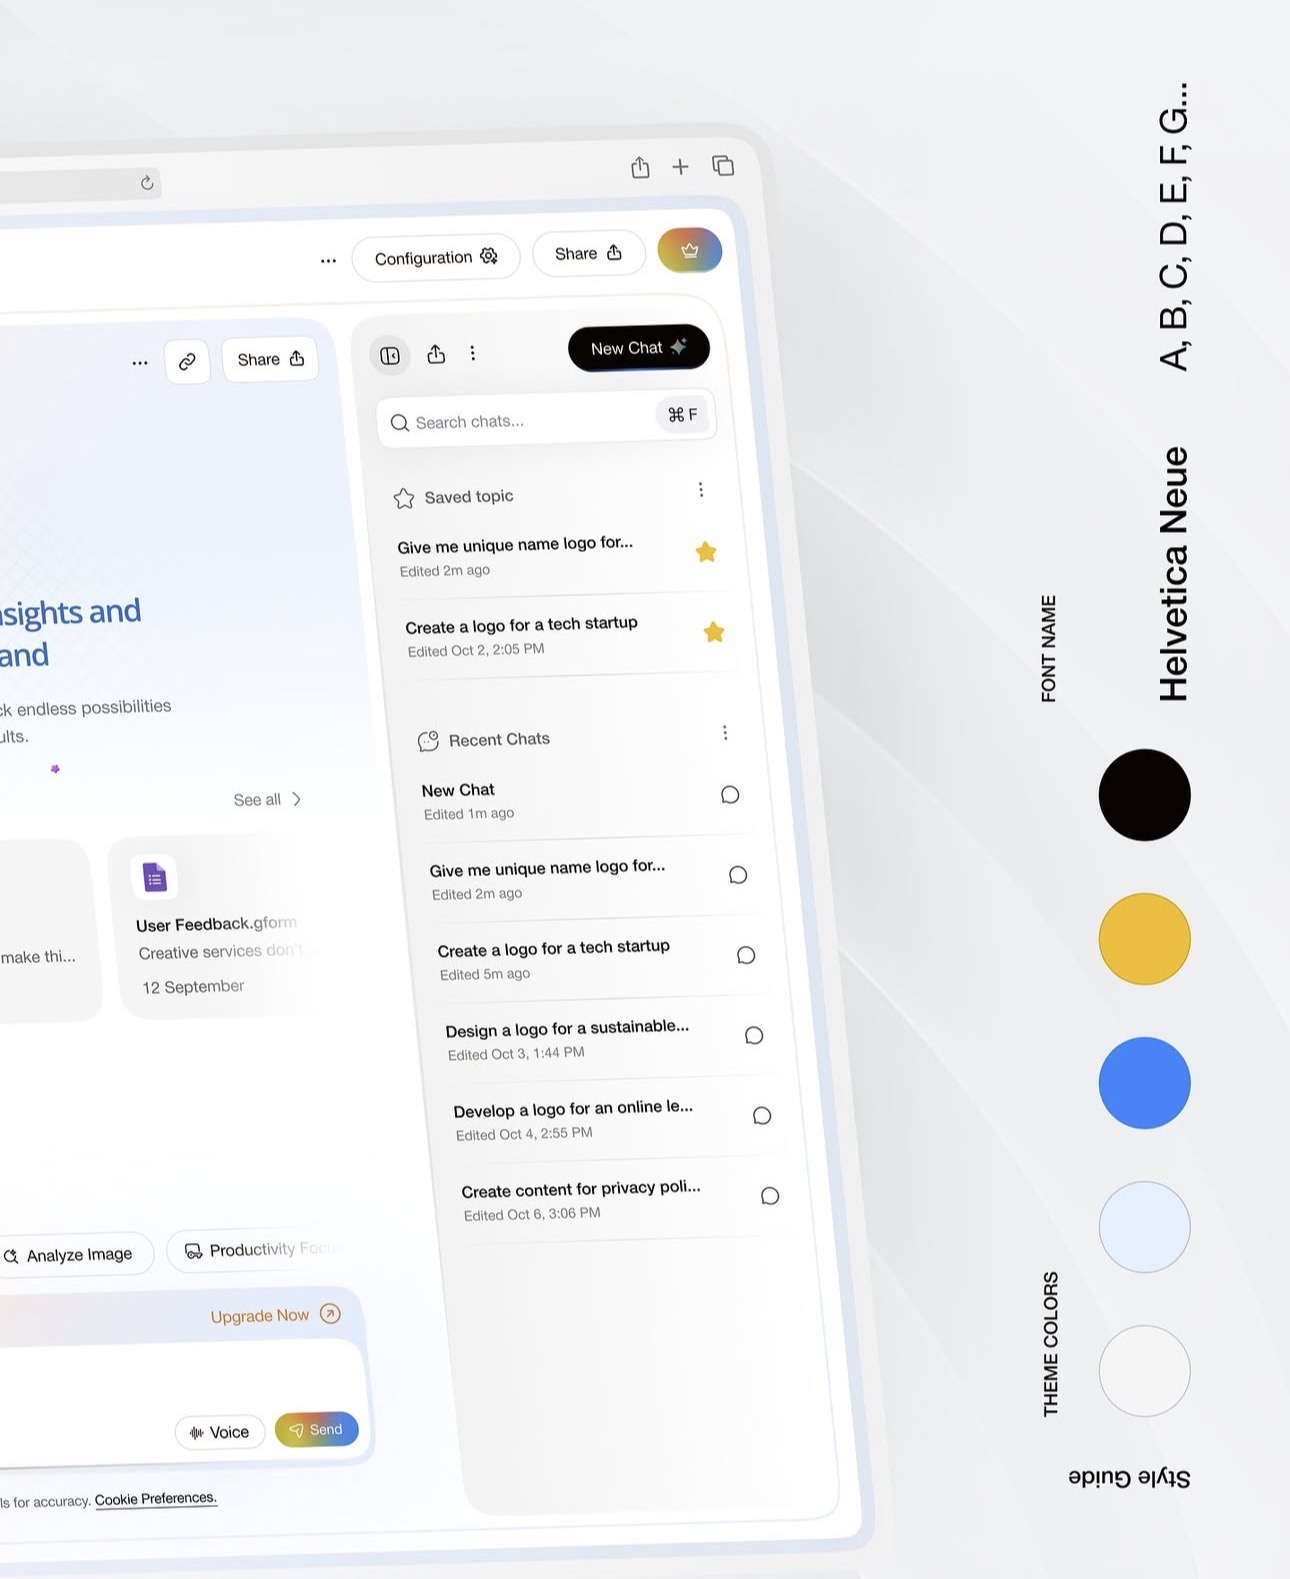 Configuration
Share
Share
New Chat
Search chats...
⌘ F
Saved topic
Give me unique name logo for...
Edited 2m ago
Create a logo for a tech startup
Edited Oct 2, 2:05 PM
Recent Chats
New Chat
Edited 1m ago
Give me unique name logo for...
Edited 2m ago
Create a logo for a tech startup
Edited 5m ago
Design a logo for a sustainable...
Edited Oct 3, 1:44 PM
Develop a logo for an online le...
Edited Oct 4, 2:55 PM
Create content for privacy poli...
Edited Oct 6, 3:06 PM
and
and
endless possibilities
See all
make thi...
User Feedback.gform
Creative services don't
12 September
Analyze Image
Productivity
Upgrade Now
Voice
Send
for accuracy. Cookie Preferences.
FONT NAME
Helvetica Neue
A, B, C, D, E, F, G...
THEME COLORS
Style Guide